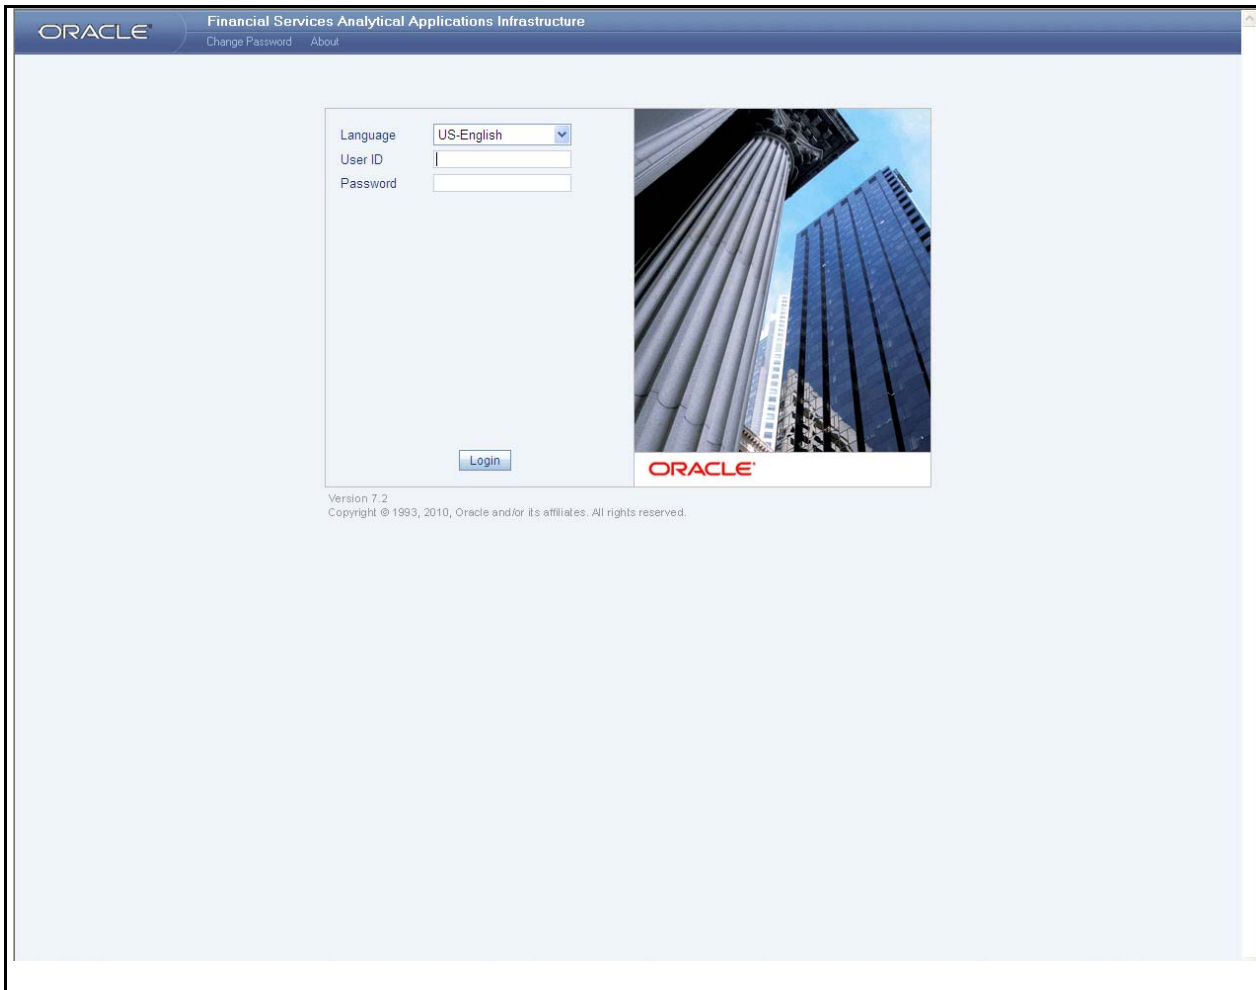 ORACLE®
Financial Services Analytical Applications Infrastructure
Change Password About
Language US-English
User ID
Password
Login
ORACLE®
Version 7.2
Copyright © 1993, 2010, Oracle and/or its affiliates. All rights reserved.